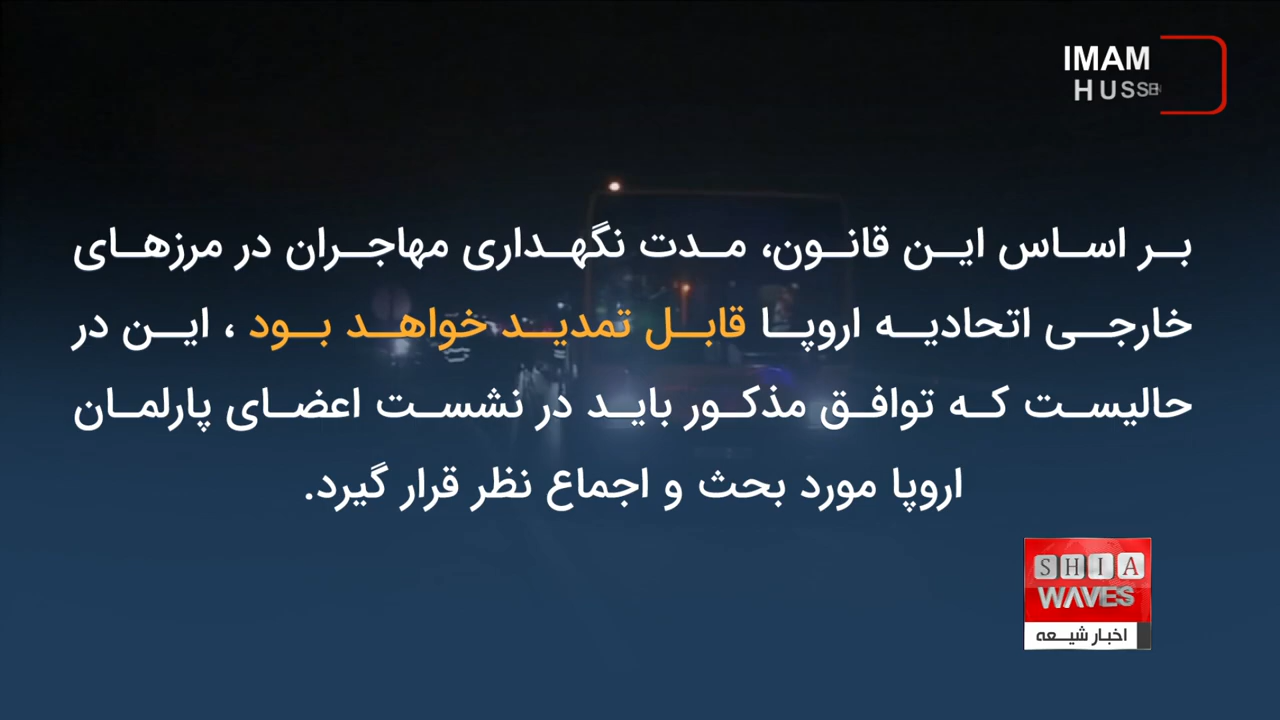 IMAM
HUSSE
بر اساس این قانون، مدت نگهداری مهاجران در مرزهای
خارجی اتحادیه اروپا قابل تمدید خواهد بود ، این در
حالیست که توافق مذکور باید در نشست اعضای پارلمان
اروپا مورد بحث و اجماع نظر قرار گیرد.
SHIA
WAVES
اخبار شیعه